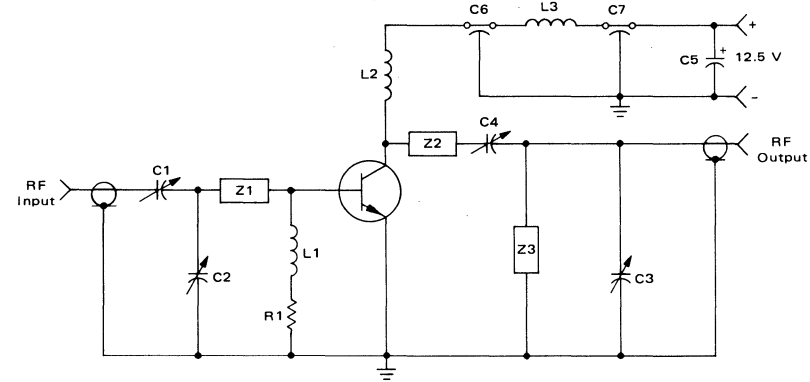 C6
L3
C7
+
C5
+
12.5 V
-
L2
C4
Z2
RF
Output
C1
RF
Input
Z1
L1
Z3
C2
C3
R1